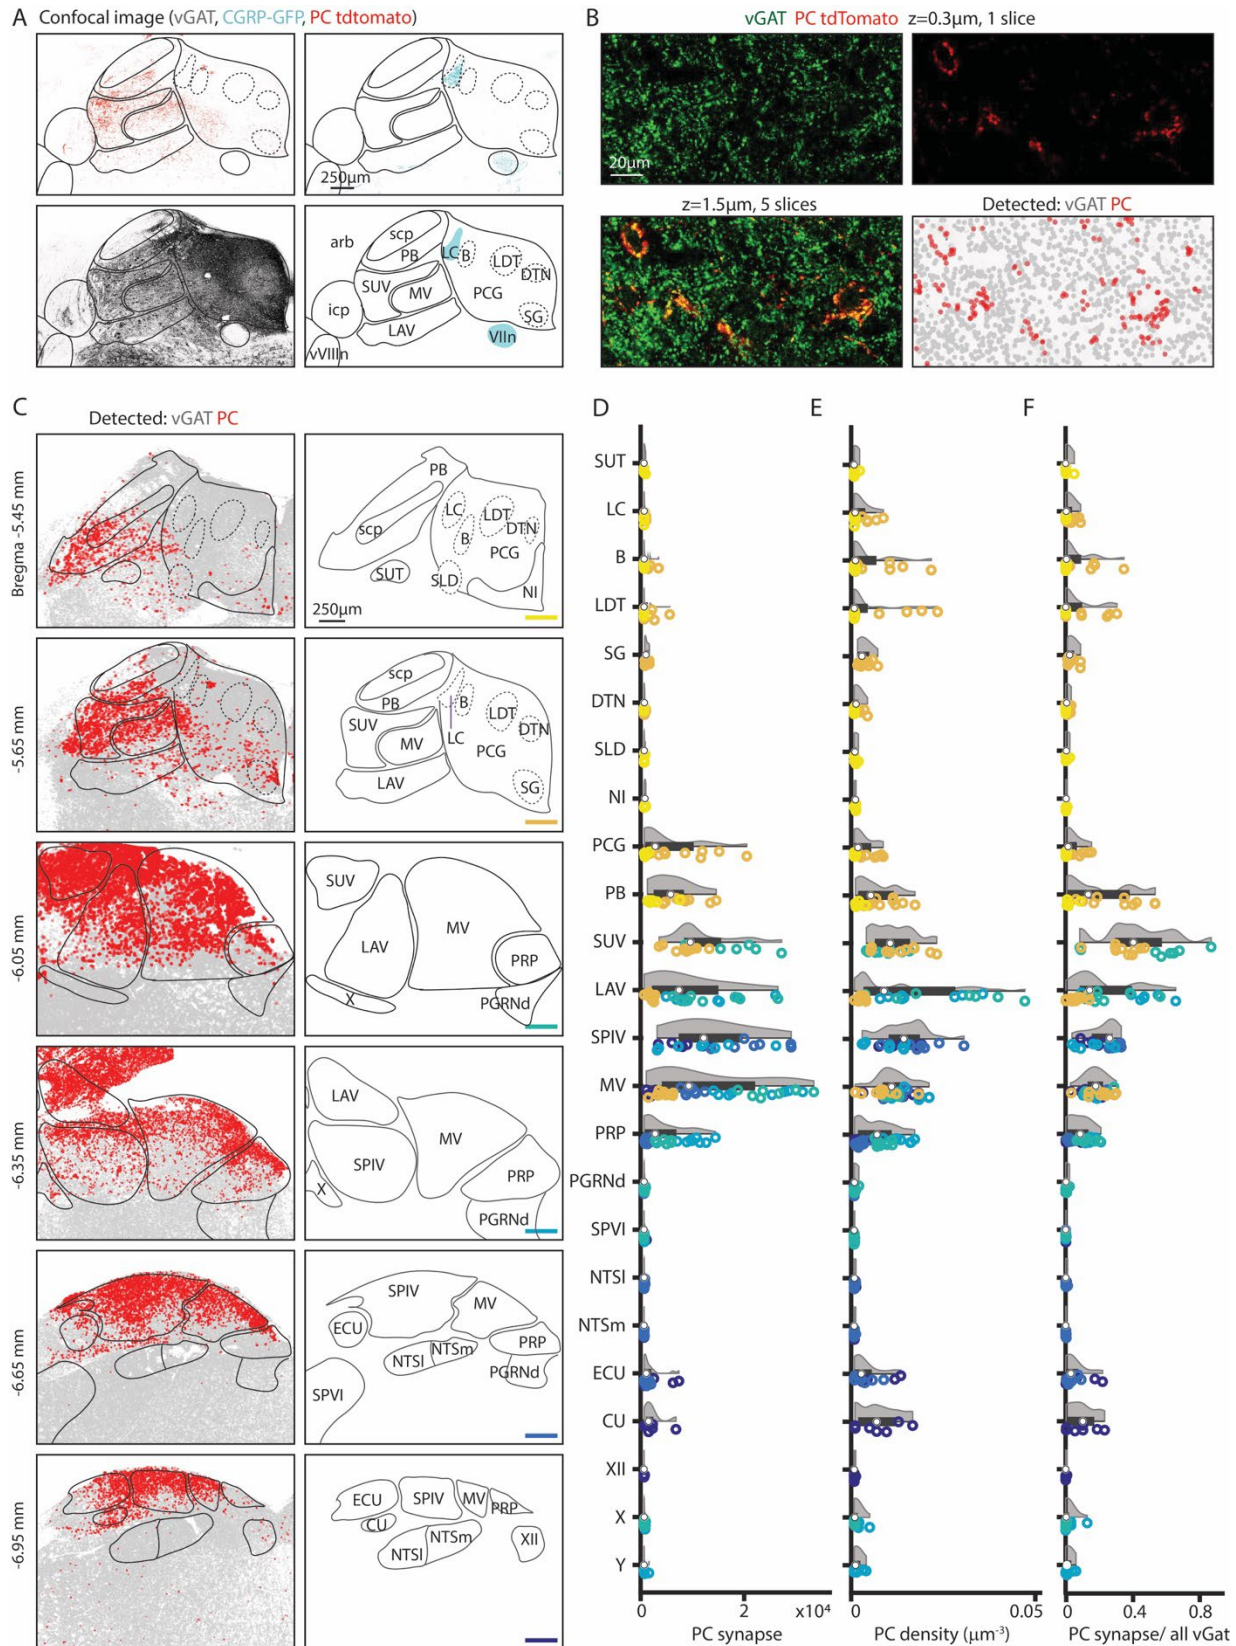 A
Confocal image (vGAT, CGRP-GFP, PC tdtomato)
250µm
arb
scp
PB
LC
B
LDT
DTN
SUV
MV
PCG
icp
LAV
SG
VIIn
vVIIIn
B
vGAT PC tdTomato z=0.3µm, 1 slice
20µm
z=1.5µm, 5 slices
Detected: vGAT PC
C
Detected: vGAT PC
Bregma -5.45 mm
PB
LC
LDT
B
DTN
scp
PCG
SUT
SLD
NI
250µm
-5.65 mm
scp
PB
B
LDT
DTN
SUV
MV
LC
PCG
LAV
SG
-6.05 mm
SUV
MV
LAV
PRP
X
PGRNd
-6.35 mm
LAV
MV
SPIV
PRP
X
PGRNd
-6.65 mm
SPIV
MV
ECU
PRP
NTSl
NTSm
PGRNd
SPVI
-6.95 mm
ECU
SPIV
MV
PRP
CU
NTSm
NTSl
XII
D
E
F
SUT
LC
B
LDT
SG
DTN
SLD
NI
PCG
PB
SUV
LAV
SPIV
MV
PRP
PGRNd
SPVI
NTSl
NTSm
ECU
CU
XII
X
Y
0
2
x10⁴
PC synapse
0
0.05
PC density (µm⁻³)
0
0.4
0.8
PC synapse/ all vGat